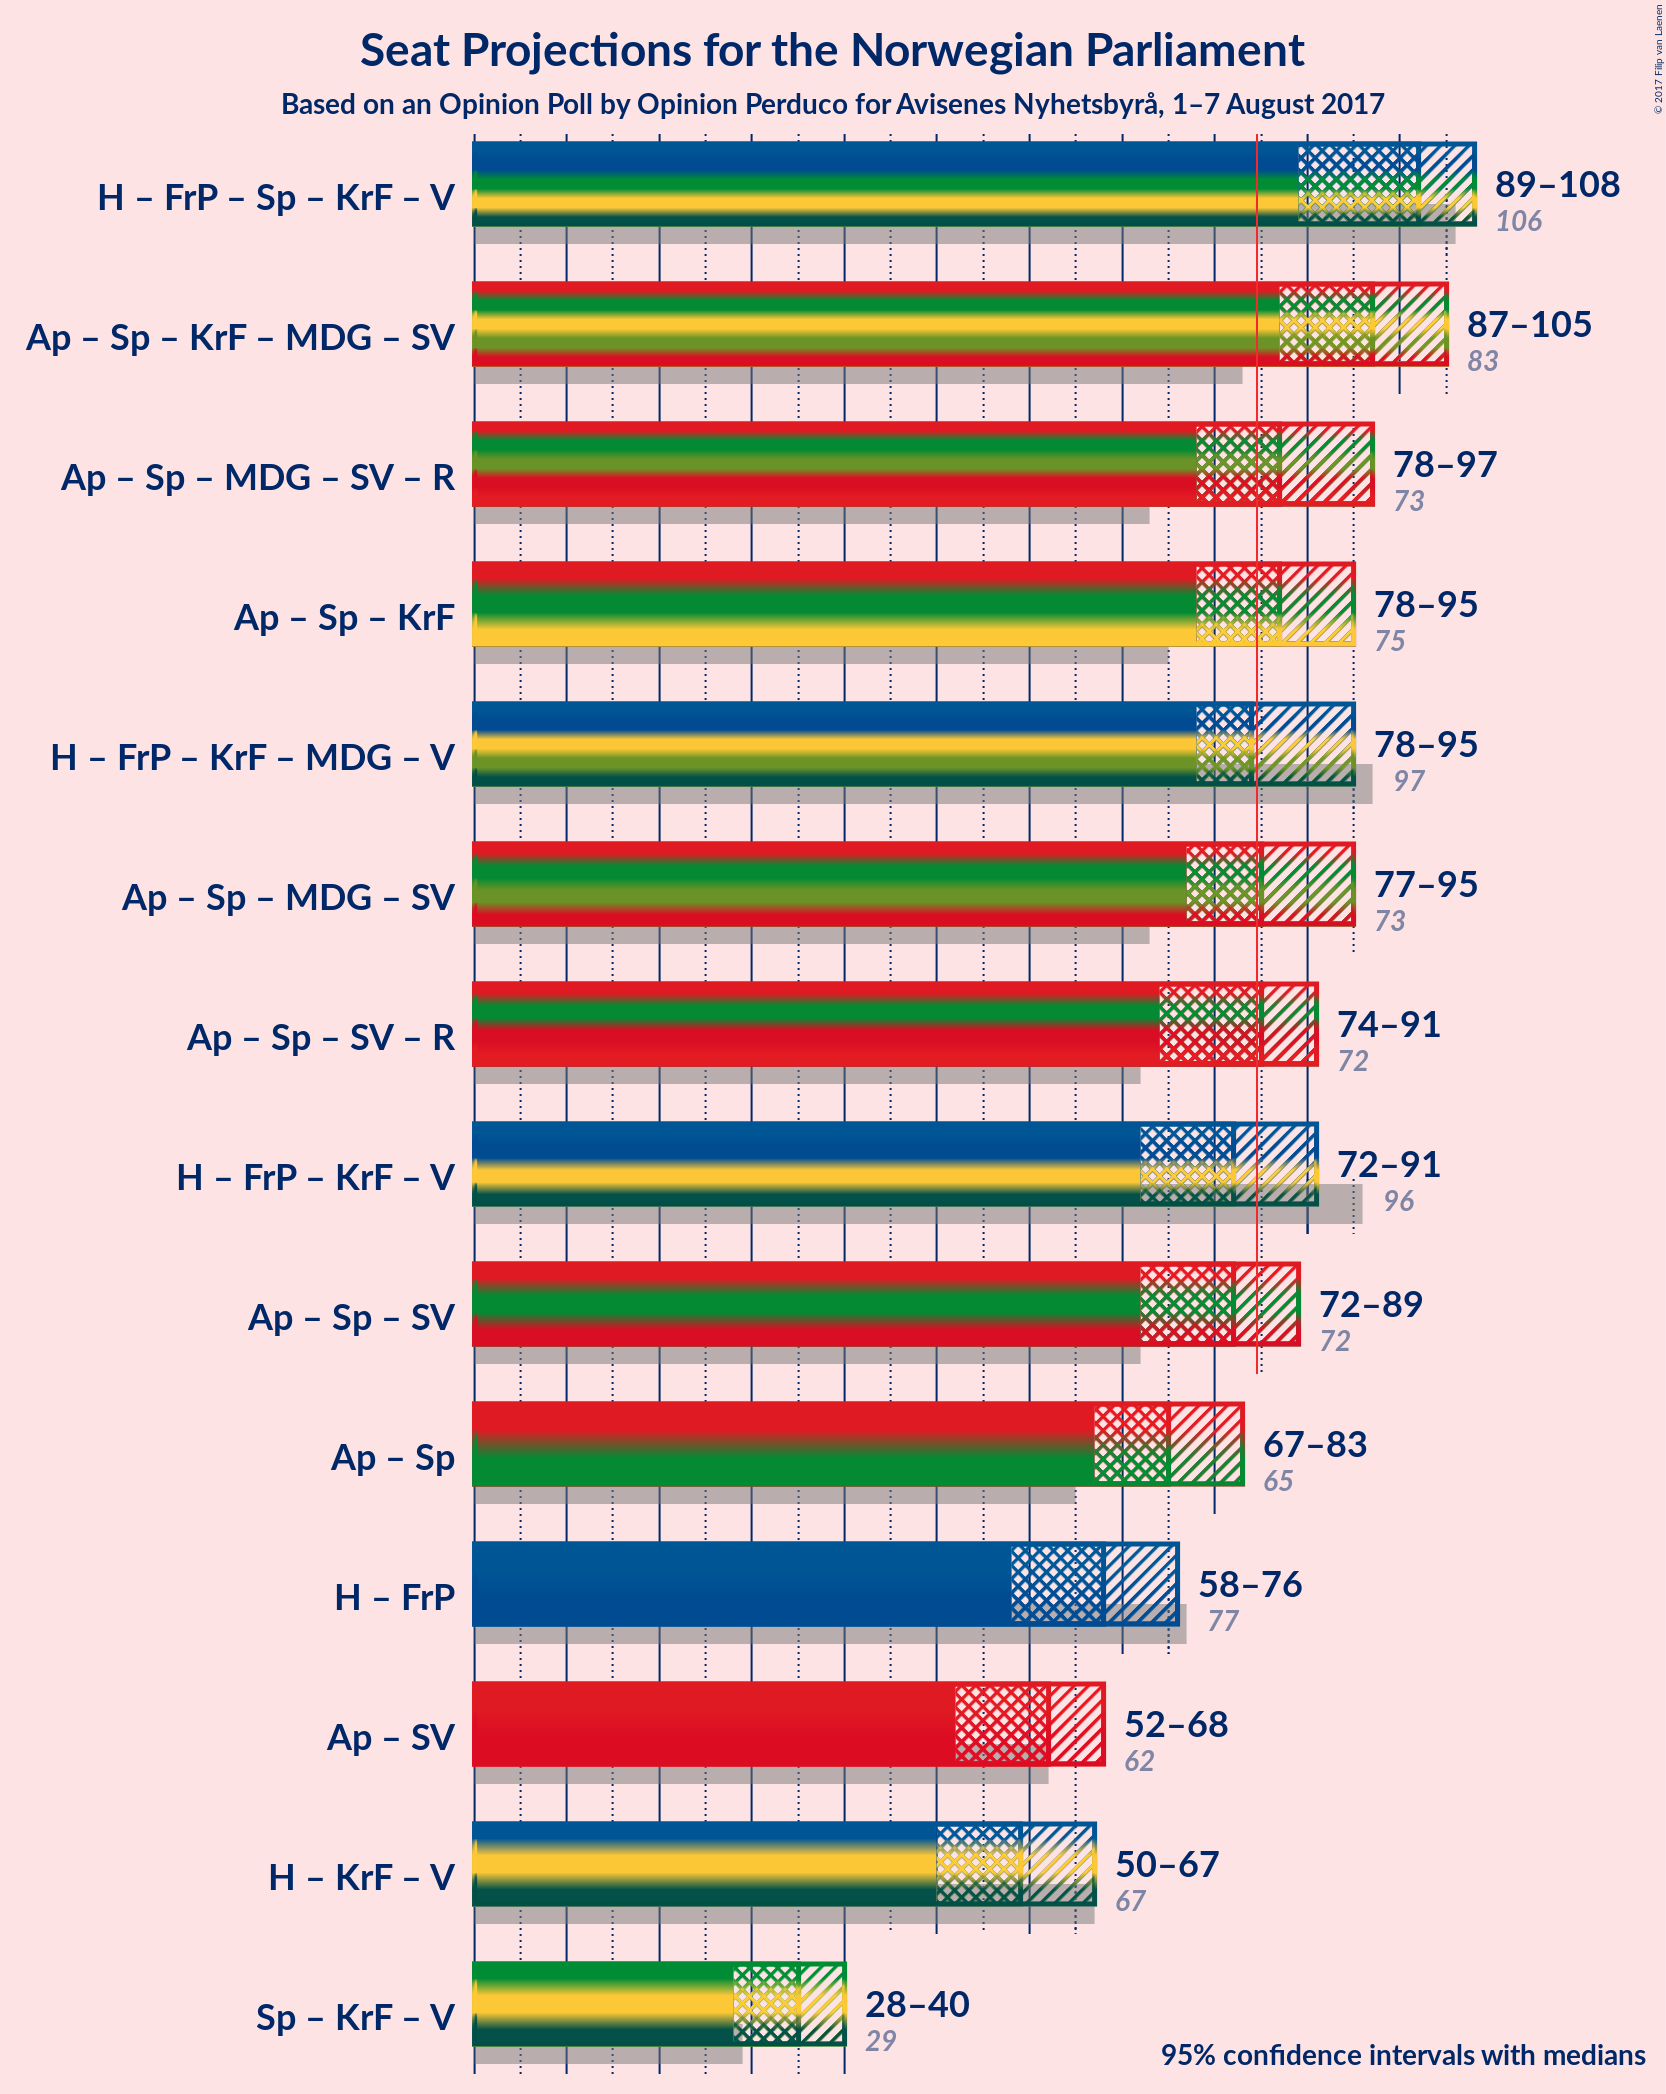 Seat Projections for the Norwegian Parliament
Based on an Opinion Poll by Opinion Perduco for Avisenes Nyhetsbyrå, 1–7 August 2017
© 2017 Filip van Laenen
H – FrP – Sp – KrF – V
89–108
106
Ap – Sp – KrF – MDG – SV
87–105
83
Ap – Sp – MDG – SV – R
78–97
73
Ap – Sp – KrF
78–95
75
H – FrP – KrF – MDG – V
78–95
97
Ap – Sp – MDG – SV
77–95
73
Ap – Sp – SV – R
74–91
72
H – FrP – KrF – V
72–91
96
Ap – Sp – SV
72–89
72
Ap – Sp
67–83
65
H – FrP
58–76
77
Ap – SV
52–68
62
H – KrF – V
50–67
67
Sp – KrF – V
28–40
29
95% confidence intervals with medians